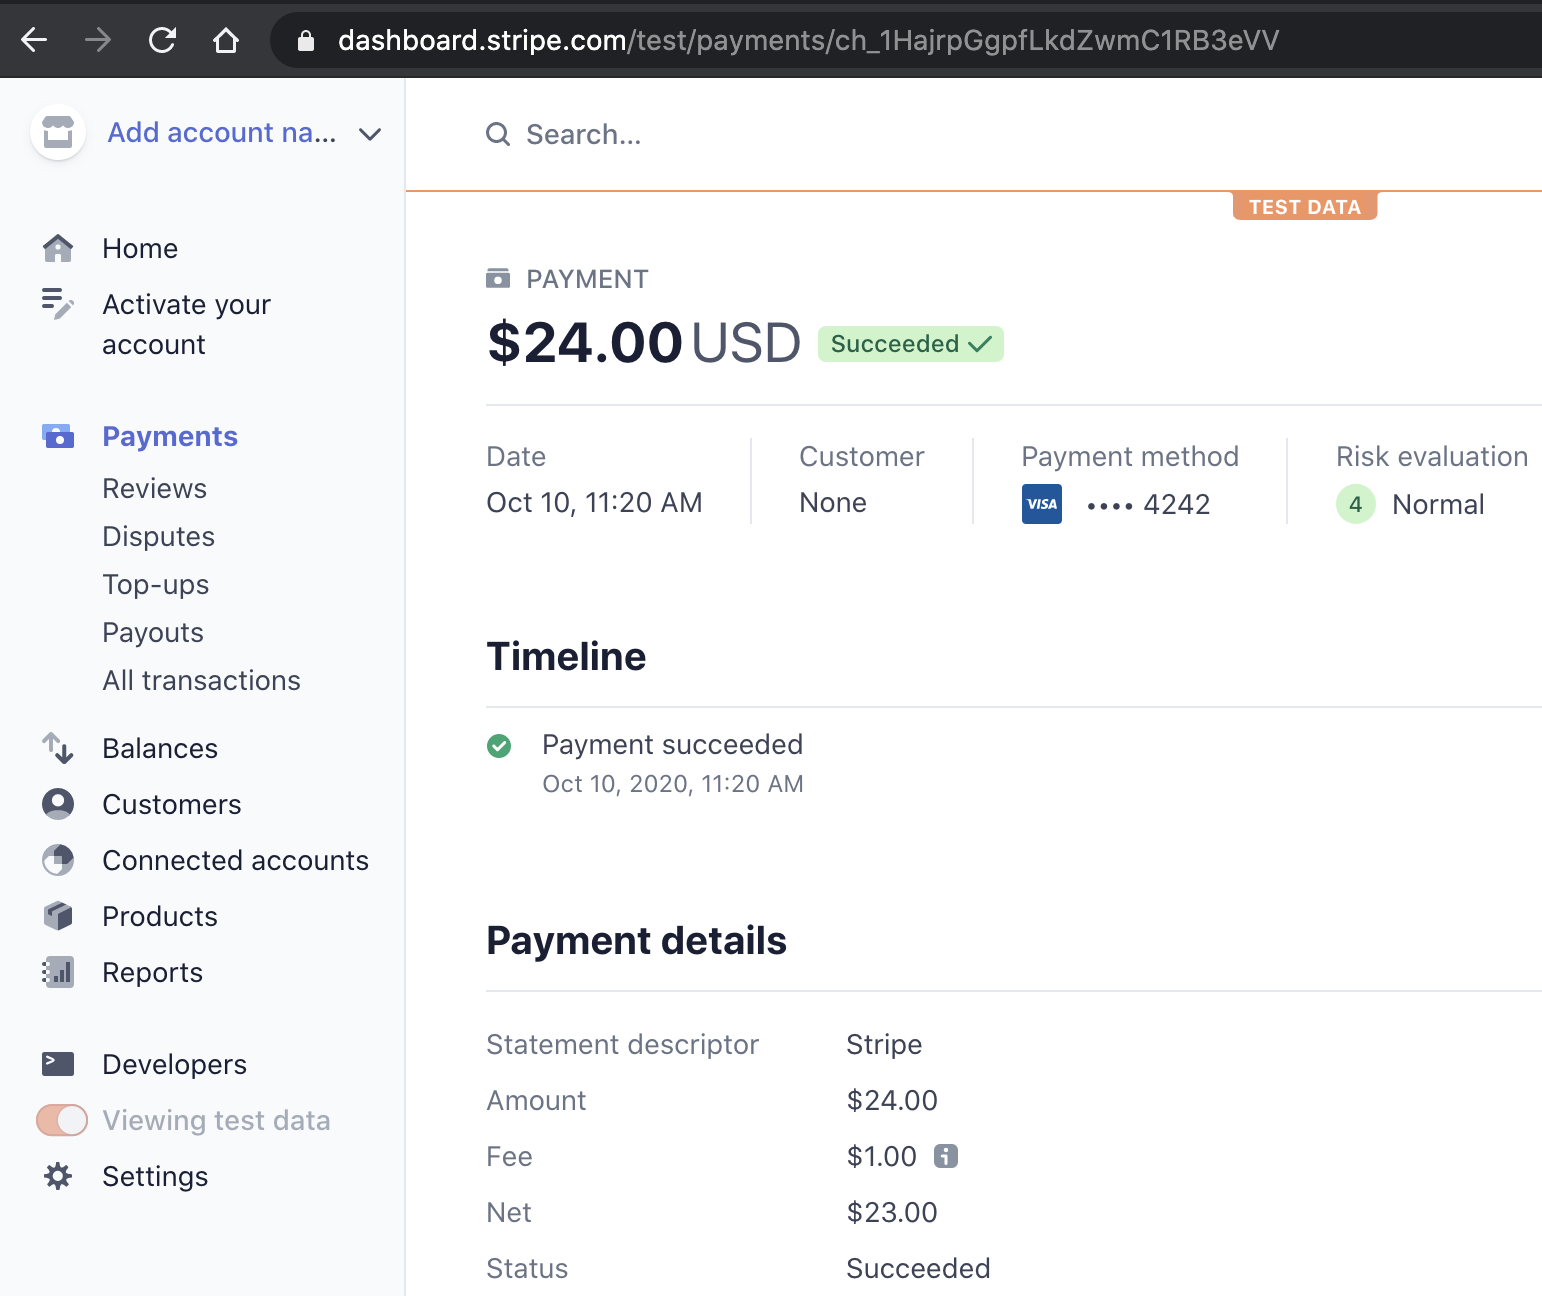 dashboard.stripe.com/test/payments/ch_1HajrpGgpfLkdZwmC1RB3eVV
Add account na...
Search...
TEST DATA
Home
Activate your
account
Payments
Reviews
Disputes
Top-ups
Payouts
All transactions
Balances
Customers
Connected accounts
Products
Reports
Developers
Viewing test data
Settings
PAYMENT
$24.00 USD Succeeded
Date
Oct 10, 11:20 AM
Customer
None
Payment method
VISA •••• 4242
Risk evaluation
4 Normal
Timeline
Payment succeeded
Oct 10, 2020, 11:20 AM
Payment details
Statement descriptor Stripe
Amount $24.00
Fee $1.00
Net $23.00
Status Succeeded